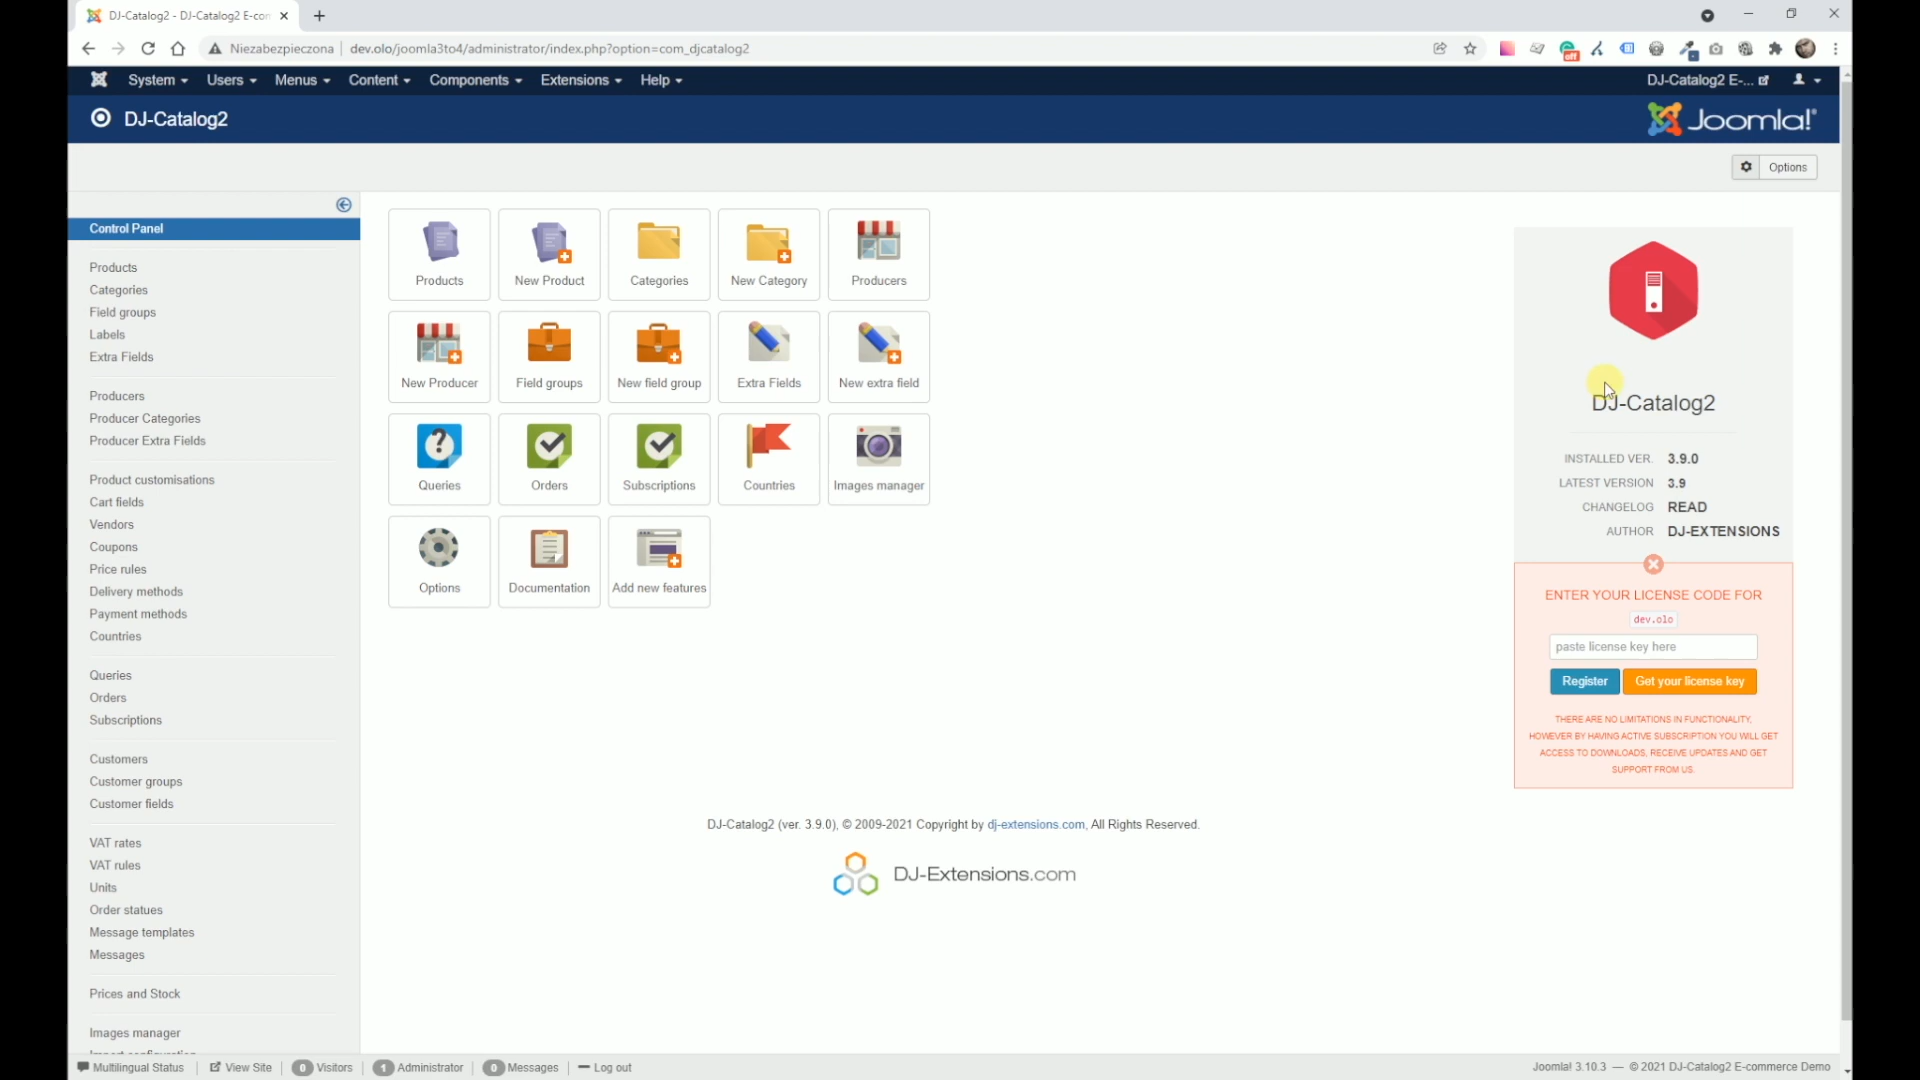 DJ-Catalog2 - DJ-Catalog2 E-con
Niezabezpieczona dev.olo/joomla3to4/administrator/index.php?option=com_djcatalog2
off
System Users Menus Content Components Extensions Help DJ-Catalog2 E-...
DJ-Catalog2 Joomla!
Options
Control Panel
Products
Categories
Field groups
Labels
Extra Fields
Producers
Producer Categories
Producer Extra Fields
Product customisations
Cart fields
Vendors
Coupons
Price rules
Delivery methods
Payment methods
Countries
Queries
Orders
Subscriptions
Customers
Customer groups
Customer fields
VAT rates
VAT rules
Units
Order statues
Message templates
Messages
Prices and Stock
Images manager
Products New Product Categories New Category Producers
New Producer Field groups New field group Extra Fields New extra field
Queries Orders Subscriptions Countries Images manager
Options Documentation Add new features
DJ-Catalog2
INSTALLED VER. 3.9.0
LATEST VERSION 3.9
CHANGELOG READ
AUTHOR DJ-EXTENSIONS
ENTER YOUR LICENSE CODE FOR
dev.olo
paste license key here
Register Get your license key
THERE ARE NO LIMITATIONS IN FUNCTIONALITY,
HOWEVER BY HAVING ACTIVE SUBSCRIPTION YOU WILL GET
ACCESS TO DOWNLOADS, RECEIVE UPDATES AND GET
SUPPORT FROM US.
DJ-Catalog2 (ver. 3.9.0), © 2009-2021 Copyright by dj-extensions.com, All Rights Reserved.
DJ-Extensions.com
Multilingual Status View Site 0 Visitors 1 Administrator 0 Messages Log out Joomla! 3.10.3 — © 2021 DJ-Catalog2 E-commerce Demo